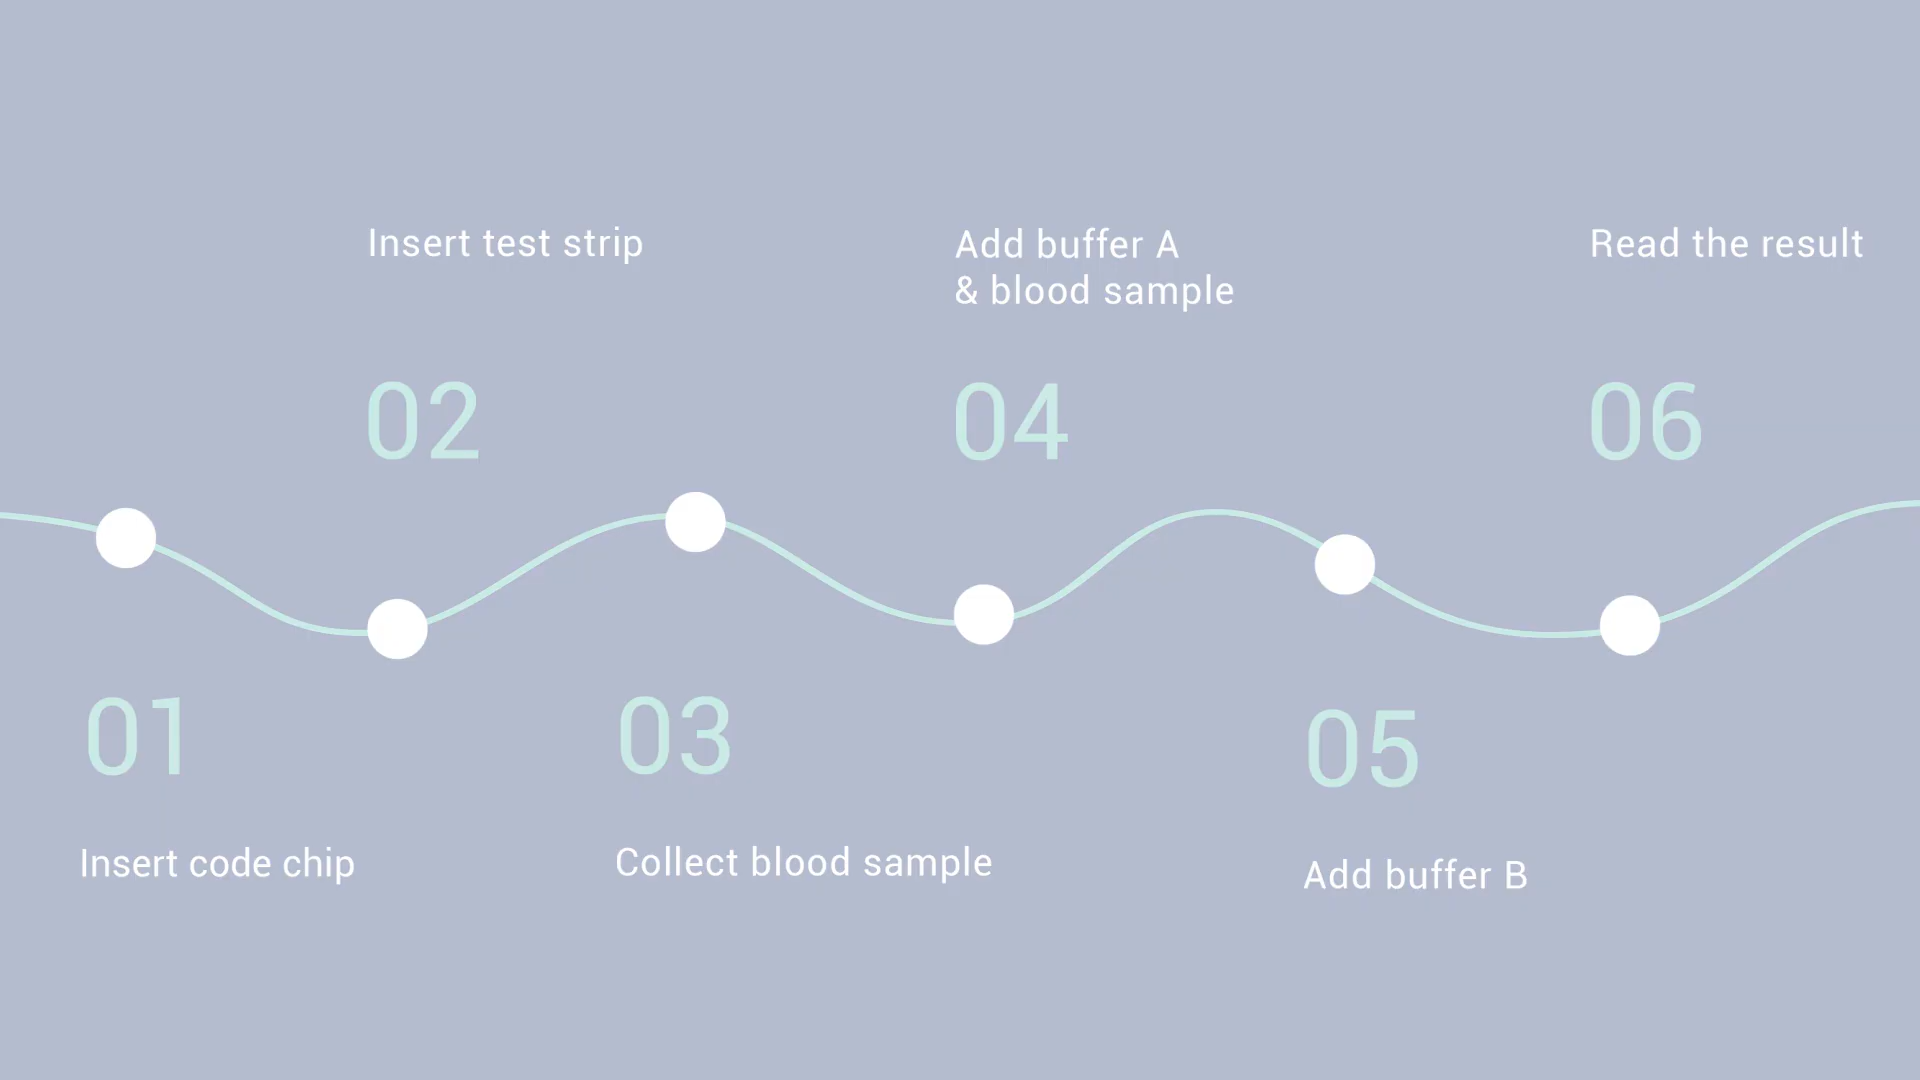 01
Insert code chip
Insert test strip
02
03
Collect blood sample
Add buffer A
& blood sample
04
05
Add buffer B
Read the result
06